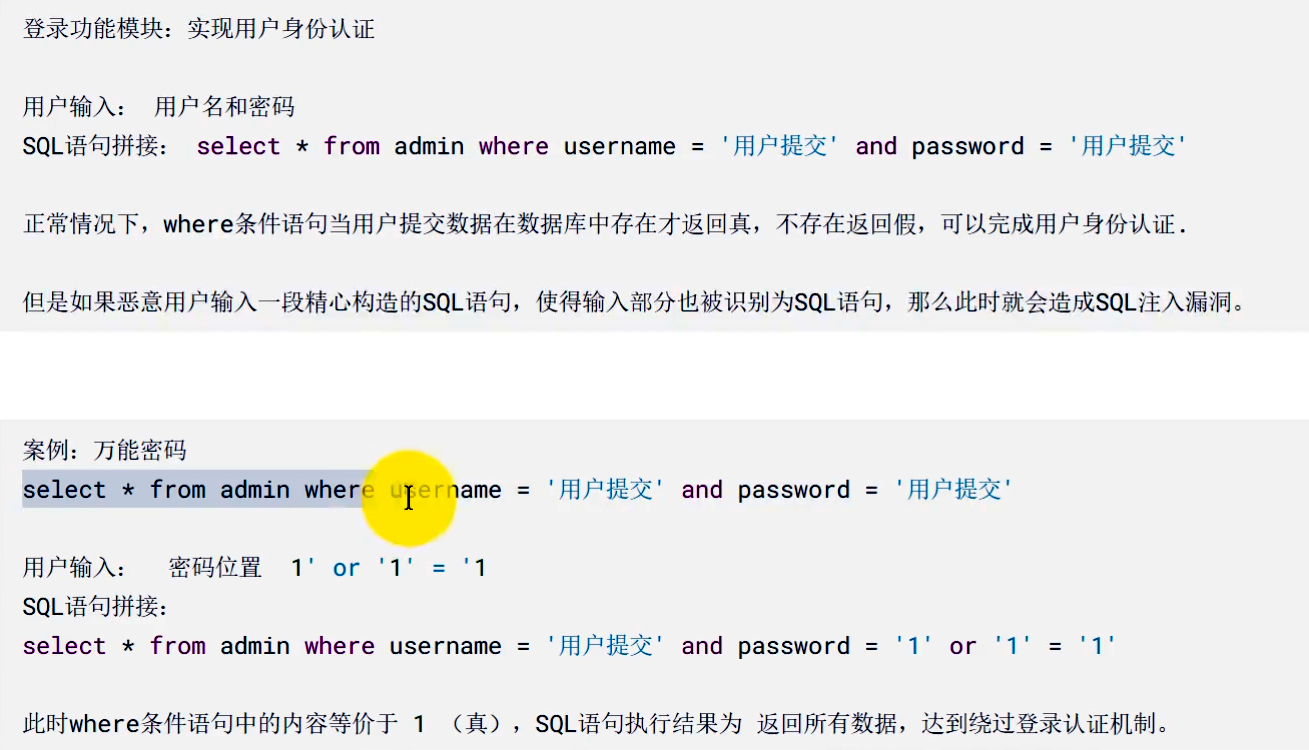 登录功能模块：实现用户身份认证
用户输入： 用户名和密码
SQL语句拼接： select * from admin where username = '用户提交' and password = '用户提交'
正常情况下，where条件语句当用户提交数据在数据库中存在才返回真，不存在返回假，可以完成用户身份认证.
但是如果恶意用户输入一段精心构造的SQL语句，使得输入部分也被识别为SQL语句，那么此时就会造成SQL注入漏洞。
案例：万能密码
select * from admin where username = '用户提交' and password = '用户提交'
用户输入： 密码位置 1' or '1' = '1
SQL语句拼接：
select * from admin where username = '用户提交' and password = '1' or '1' = '1'
此时where条件语句中的内容等价于 1 （真），SQL语句执行结果为 返回所有数据，达到绕过登录认证机制。